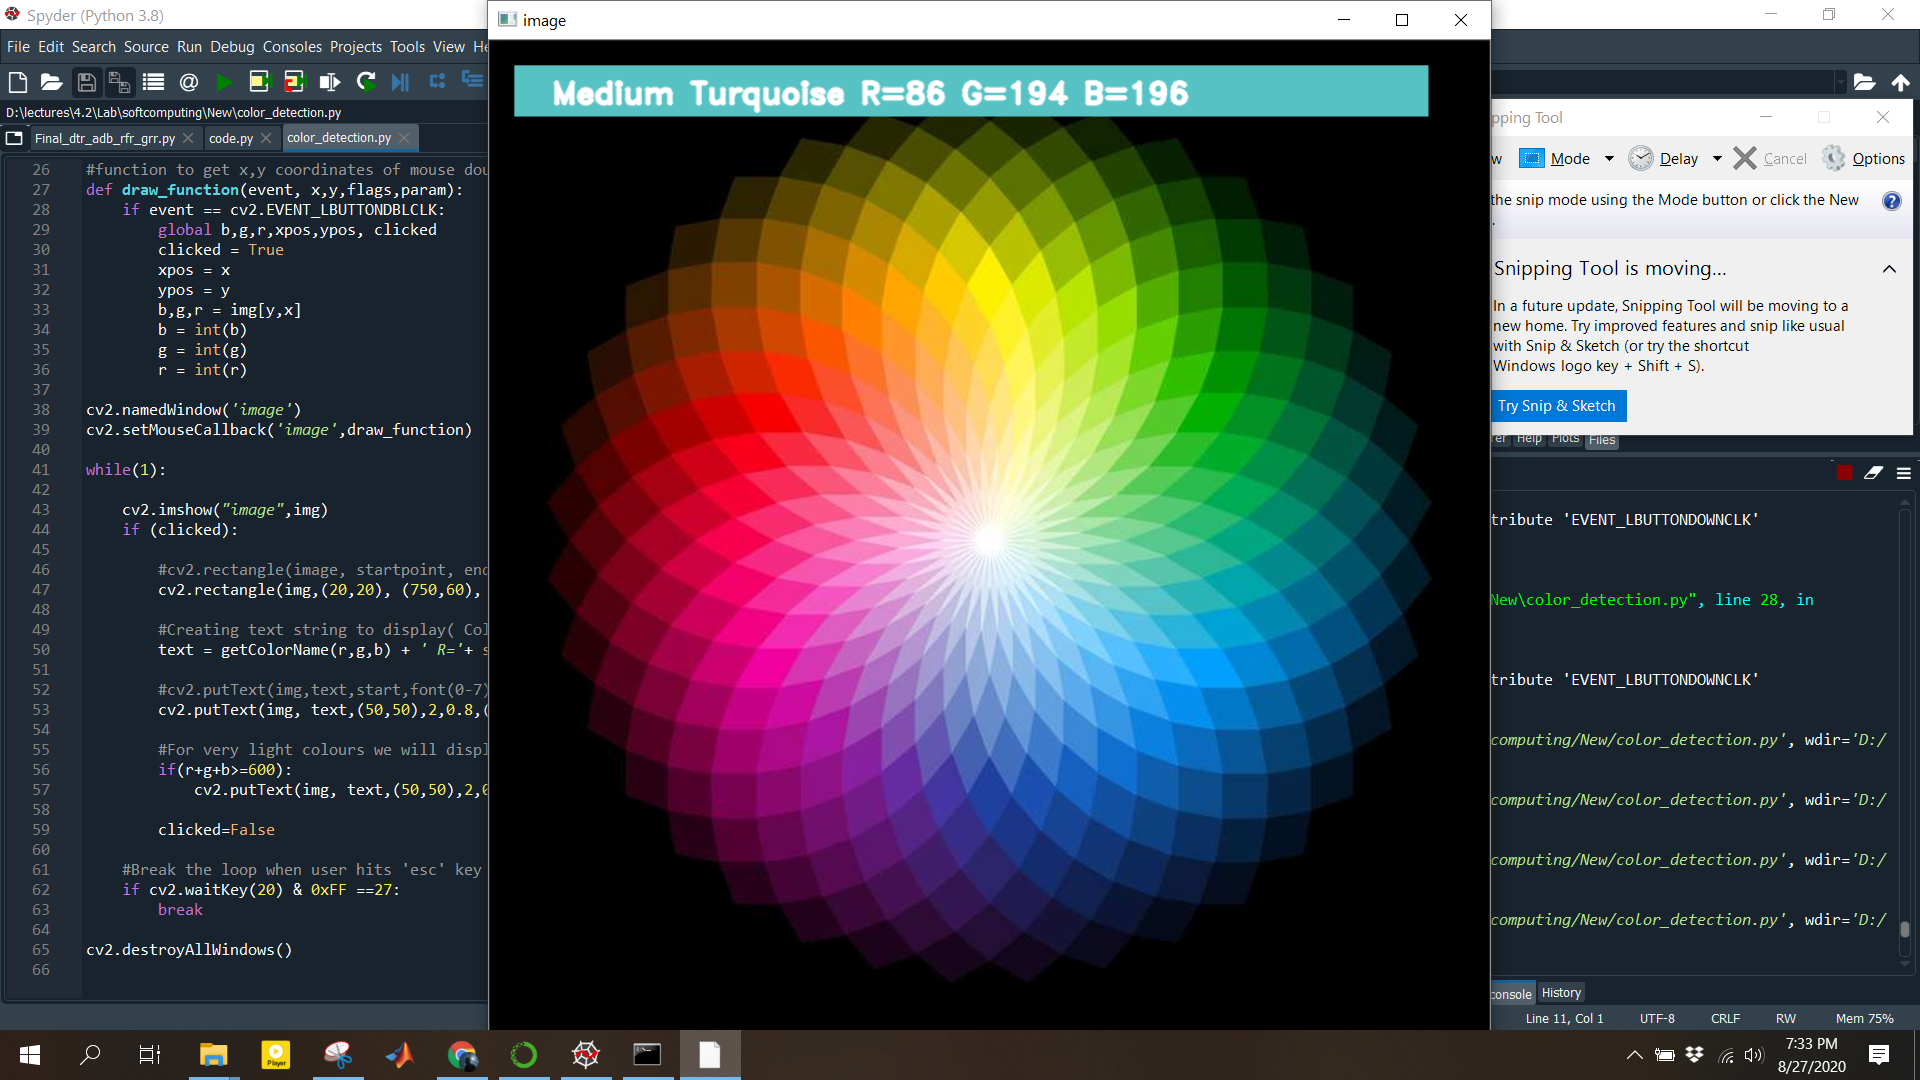 Spyder (Python 3.8)
File Edit Search Source Run Debug Consoles Projects Tools View He
D:\lectures\4.2\Lab\softcomputing\New\color_detection.py
Final_dtr_adb_rfr_grr.py code.py color_detection.py
26 #function to get x,y coordinates of mouse dou
27 def draw_function(event, x,y,flags,param):
28 if event == cv2.EVENT_LBUTTONDBLCLK:
29 global b,g,r,xpos,ypos, clicked
30 clicked = True
31 xpos = x
32 ypos = y
33 b,g,r = img[y,x]
34 b = int(b)
35 g = int(g)
36 r = int(r)
37
38 cv2.namedWindow('image')
39 cv2.setMouseCallback('image',draw_function)
40
41 while(1):
42
43 cv2.imshow("image",img)
44 if (clicked):
45
46 #cv2.rectangle(image, startpoint, end
47 cv2.rectangle(img,(20,20), (750,60),
48
49 #Creating text string to display( Col
50 text = getColorName(r,g,b) + ' R='+ s
51
52 #cv2.putText(img,text,start,font(0-7)
53 cv2.putText(img, text,(50,50),2,0.8,(
54
55 #For very light colours we will displ
56 if(r+g+b>=600):
57 cv2.putText(img, text,(50,50),2,0
58
59 clicked=False
60
61 #Break the loop when user hits 'esc' key
62 if cv2.waitKey(20) & 0xFF ==27:
63 break
64
65 cv2.destroyAllWindows()
66
image
Medium Turquoise R=86 G=194 B=196
pping Tool
w Mode Delay Cancel Options
the snip mode using the Mode button or click the New
.
Snipping Tool is moving...
In a future update, Snipping Tool will be moving to a
new home. Try improved features and snip like usual
with Snip & Sketch (or try the shortcut
Windows logo key + Shift + S).
Try Snip & Sketch
rer Help Plots Files
tribute 'EVENT_LBUTTONDOWNCLK'
New\color_detection.py", line 28, in
tribute 'EVENT_LBUTTONDOWNCLK'
computing/New/color_detection.py', wdir='D:/
computing/New/color_detection.py', wdir='D:/
computing/New/color_detection.py', wdir='D:/
computing/New/color_detection.py', wdir='D:/
console History
Line 11, Col 1 UTF-8 CRLF RW Mem 75%
Player
7:33 PM
8/27/2020